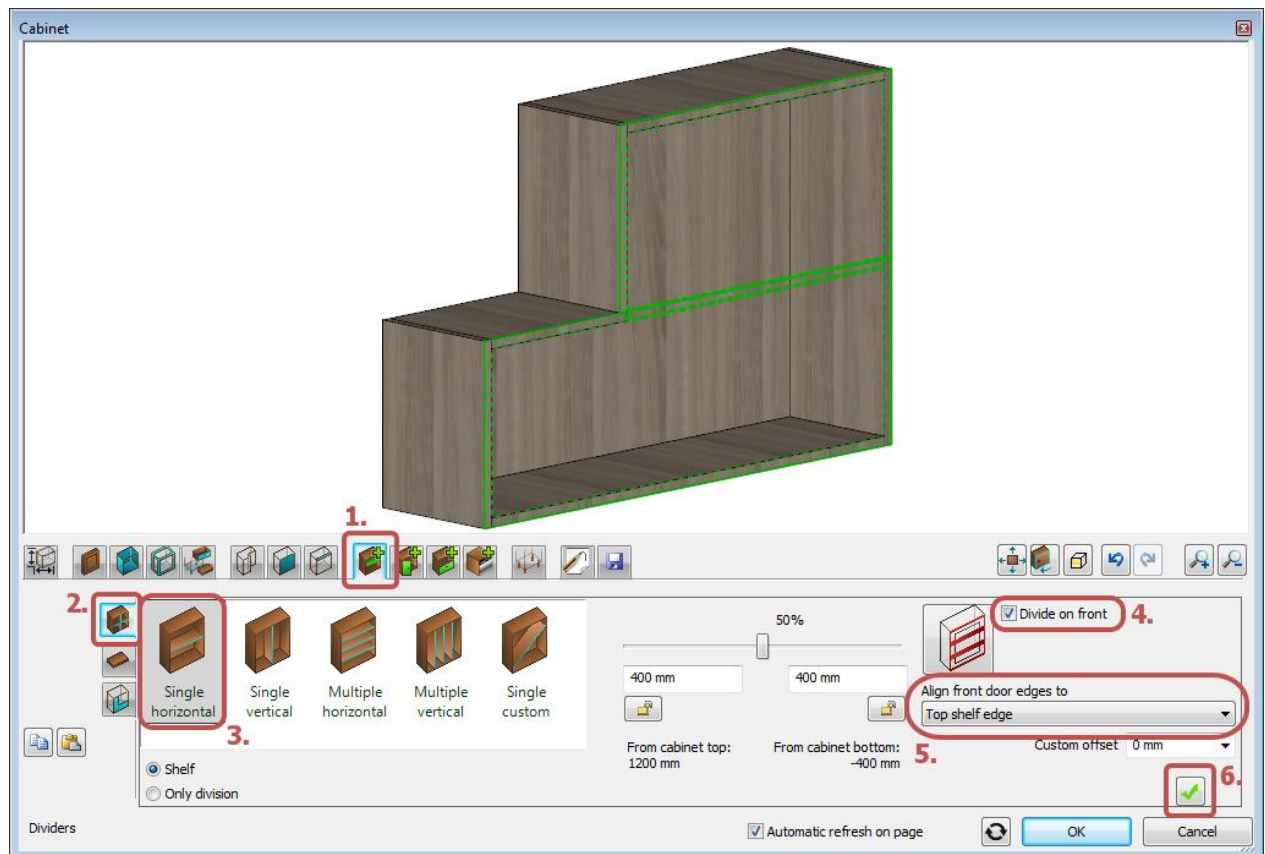 Cabinet
1.
2.
Single horizontal
Single vertical
Multiple horizontal
Multiple vertical
Single custom
3.
Shelf
Only division
50%
400 mm
400 mm
From cabinet top:
1200 mm
From cabinet bottom:
-400 mm
Divide on front
4.
Align front door edges to
Top shelf edge
5.
Custom offset 0 mm
6.
Dividers
Automatic refresh on page
OK
Cancel